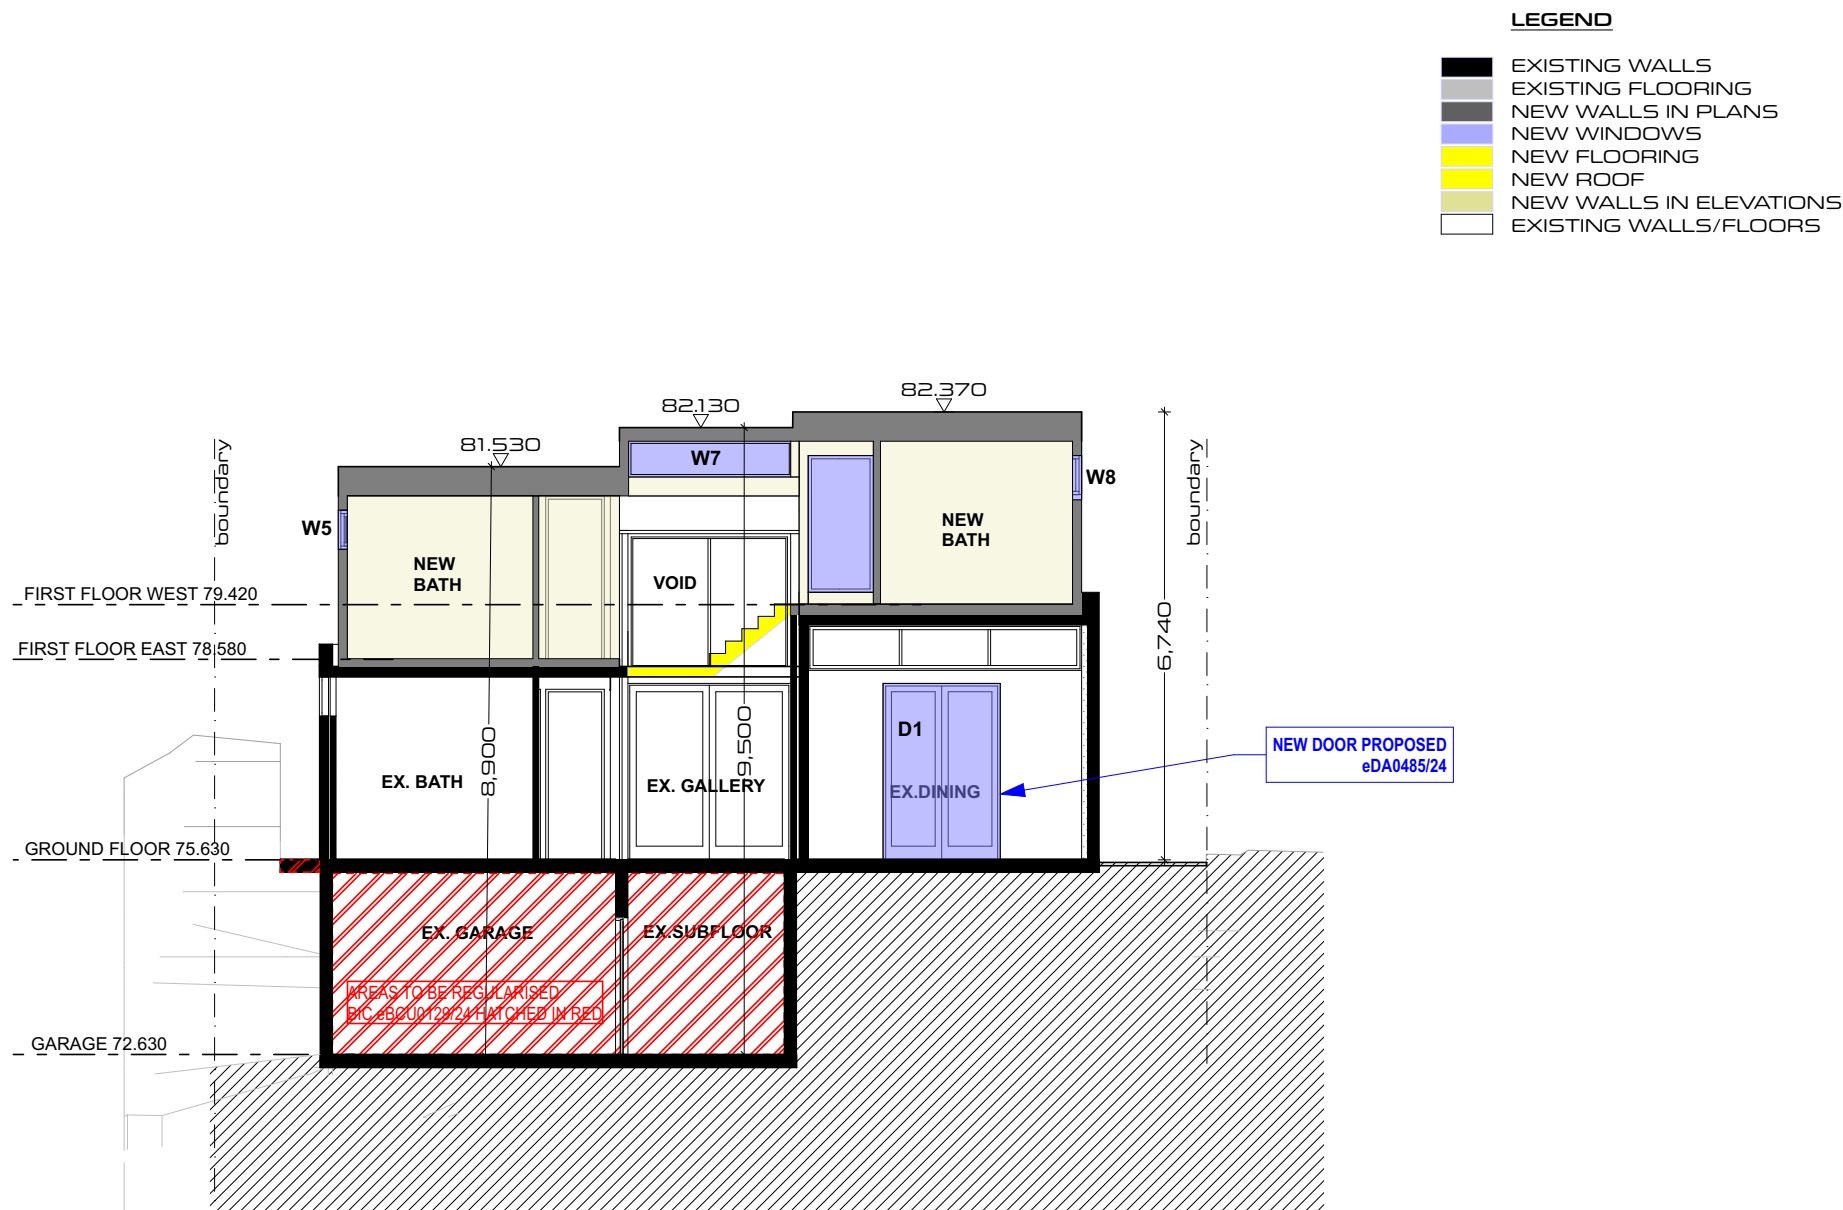 LEGEND
EXISTING WALLS
EXISTING FLOORING
NEW WALLS IN PLANS
NEW WINDOWS
NEW FLOORING
NEW ROOF
NEW WALLS IN ELEVATIONS
EXISTING WALLS/FLOORS
82.370
82.130
81.530
boundary
boundary
W7
W8
W5
NEW
BATH
NEW
BATH
VOID
FIRST FLOOR WEST 79.420
FIRST FLOOR EAST 78.580
6,740
D1
NEW DOOR PROPOSED
eDA0485/24
8,900
9,500
EX. BATH
EX. GALLERY
EX.DINING
GROUND FLOOR 75.630
EX. GARAGE
EX.SUBFLOOR
AREAS TO BE REGULARISED
BIC eBCU0129/24 HATCHED IN RED
GARAGE 72.630